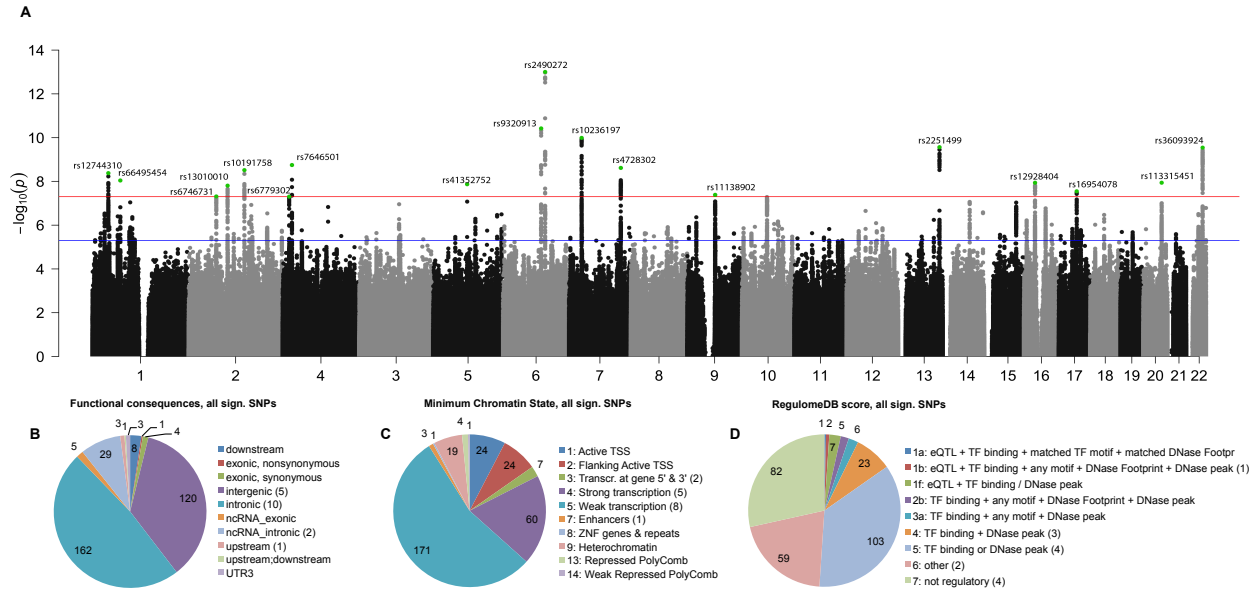 A
14
12
10
8
6
4
2
0
−log10(p)
rs12744310
rs66495454
rs6746731
rs13010010
rs10191758
rs6779302
rs7646501
rs41352752
rs9320913
rs2490272
rs10236197
rs4728302
rs11138902
rs2251499
rs12928404
rs16954078
rs113315451
rs36093924
1 2 4 3 5 6 7 8 9 10 11 12 13 14 15 16 17 18 19 20 21 22
Functional consequences, all sign. SNPs
B
8
3
1
4
120
162
5
29
3
1
3
downstream
exonic, nonsynonymous
exonic, synonymous
intergenic (5)
intronic (10)
ncRNA_exonic
ncRNA_intronic (2)
upstream (1)
upstream;downstream
UTR3
Minimum Chromatin State, all sign. SNPs
C
24
24
7
60
171
3
1
19
4
1
1: Active TSS
2: Flanking Active TSS
3: Transcr. at gene 5' & 3' (2)
4: Strong transcription (5)
5: Weak transcription (8)
7: Enhancers (1)
8: ZNF genes & repeats
9: Heterochromatin
13: Repressed PolyComb
14: Weak Repressed PolyComb
RegulomeDB score, all sign. SNPs
D
1
2
7
5
6
23
103
59
82
1a: eQTL + TF binding + matched TF motif + matched DNase Footpr
1b: eQTL + TF binding + any motif + DNase Footprint + DNase peak (1)
1f: eQTL + TF binding / DNase peak
2b: TF binding + any motif + DNase Footprint + DNase peak
3a: TF binding + any motif + DNase peak
4: TF binding + DNase peak (3)
5: TF binding or DNase peak (4)
6: other (2)
7: not regulatory (4)